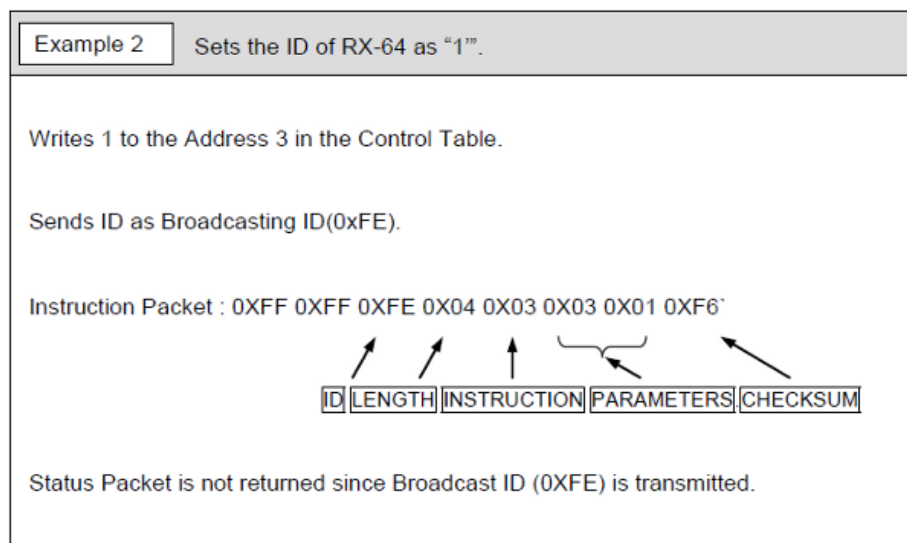 Example 2
Sets the ID of RX-64 as “1’”.
Writes 1 to the Address 3 in the Control Table.
Sends ID as Broadcasting ID(0xFE).
Instruction Packet : 0XFF 0XFF 0XFE 0X04 0X03 0X03 0X01 0XF6`
ID LENGTH INSTRUCTION PARAMETERS CHECKSUM
Status Packet is not returned since Broadcast ID (0XFE) is transmitted.